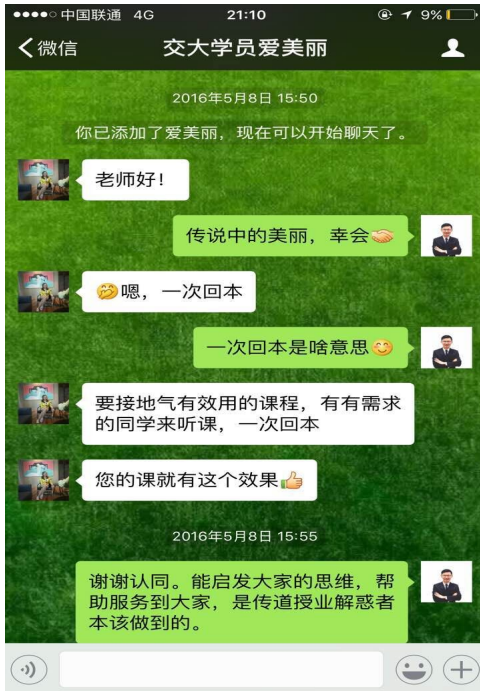 中国联通 4G 21:10 9%
微信 交大学员爱美丽
2016年5月8日 15:50
你已添加了爱美丽，现在可以开始聊天了。
老师好！
传说中的美丽，幸会🤝
🤣嗯，一次回本
一次回本是啥意思😊
要接地气有效用的课程，有有需求
的同学来听课，一次回本
您的课就有这个效果👍
2016年5月8日 15:55
谢谢认同。能启发大家的思维，帮
助服务到大家，是传道授业解惑者
本该做到的。